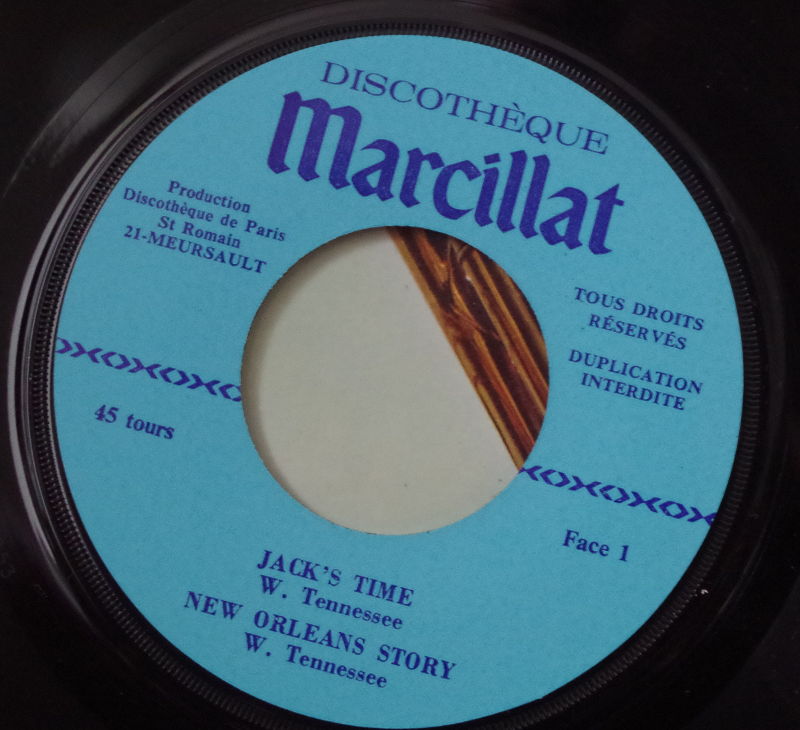 DISCOTHÈQUE
Marcillat
Production
Discothèque de Paris
St Romain
21-MEURSAULT
TOUS DROITS
RÉSERVÉS
DUPLICATION
INTERDITE
45 tours
Face 1
JACK'S TIME
W. Tennessee
NEW ORLEANS STORY
W. Tennessee